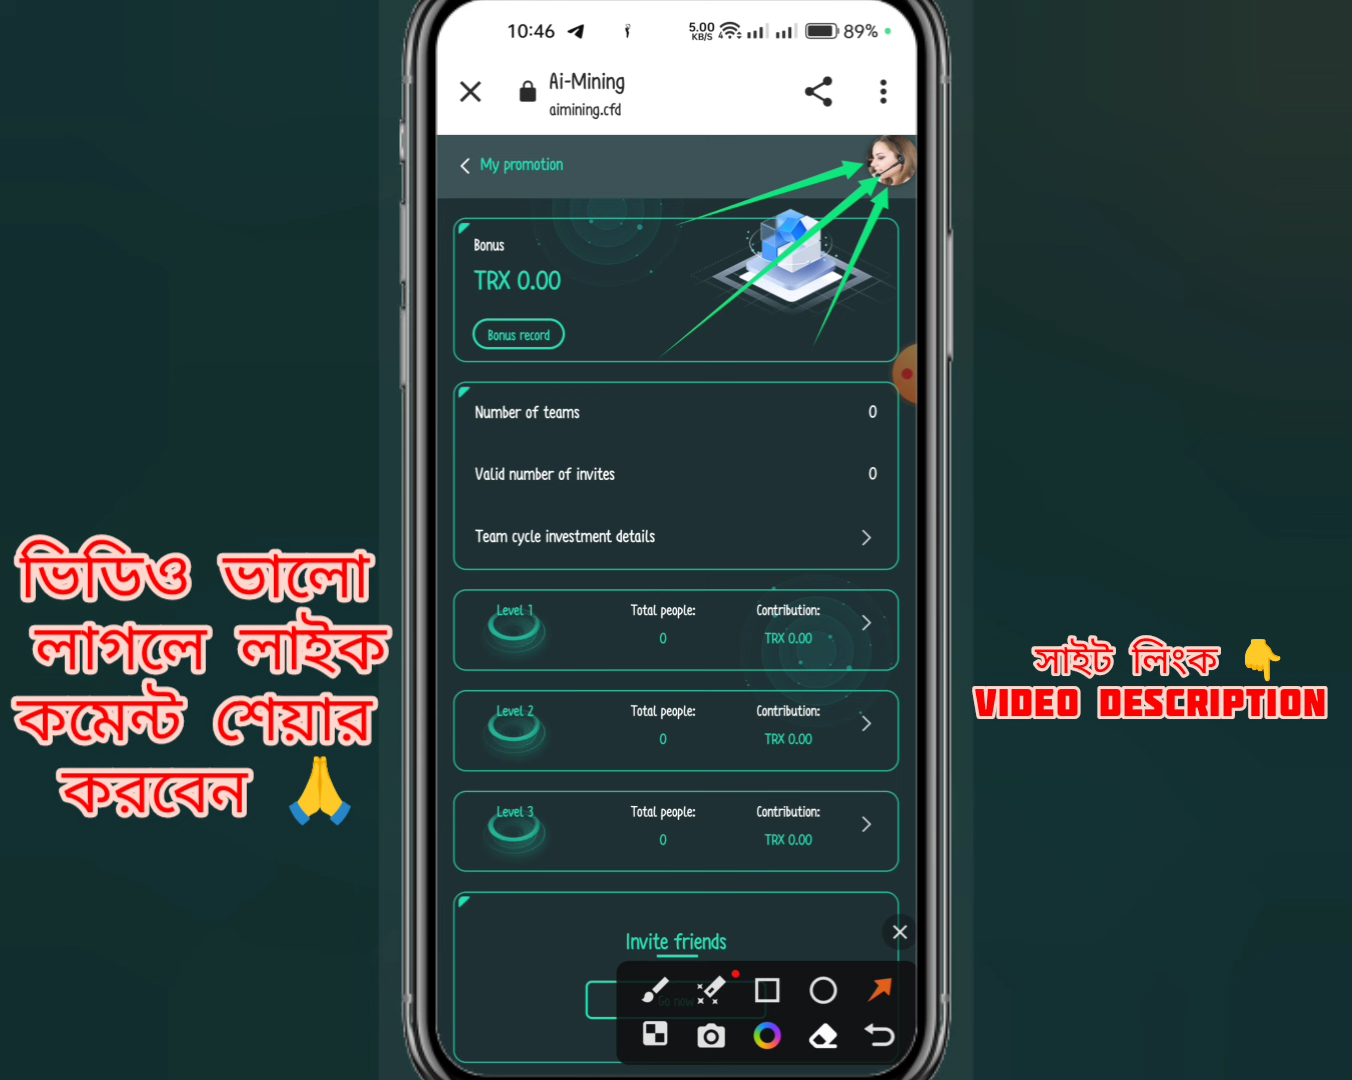 10:46
5.00 KB/S
89%
Ai-Mining
aimining.cfd
My promotion
Bonus
TRX 0.00
Bonus record
Number of teams 0
Valid number of invites 0
Team cycle investment details
Level 1 Total people: Contribution:
0 TRX 0.00
Level 2 Total people: Contribution:
0 TRX 0.00
Level 3 Total people: Contribution:
0 TRX 0.00
Invite friends
Go now
ভিডিও ভালো
লাগলে লাইক
কমেন্ট শেয়ার
করবেন 🙏
সাইট লিংক 👇
VIDEO DESCRIPTION